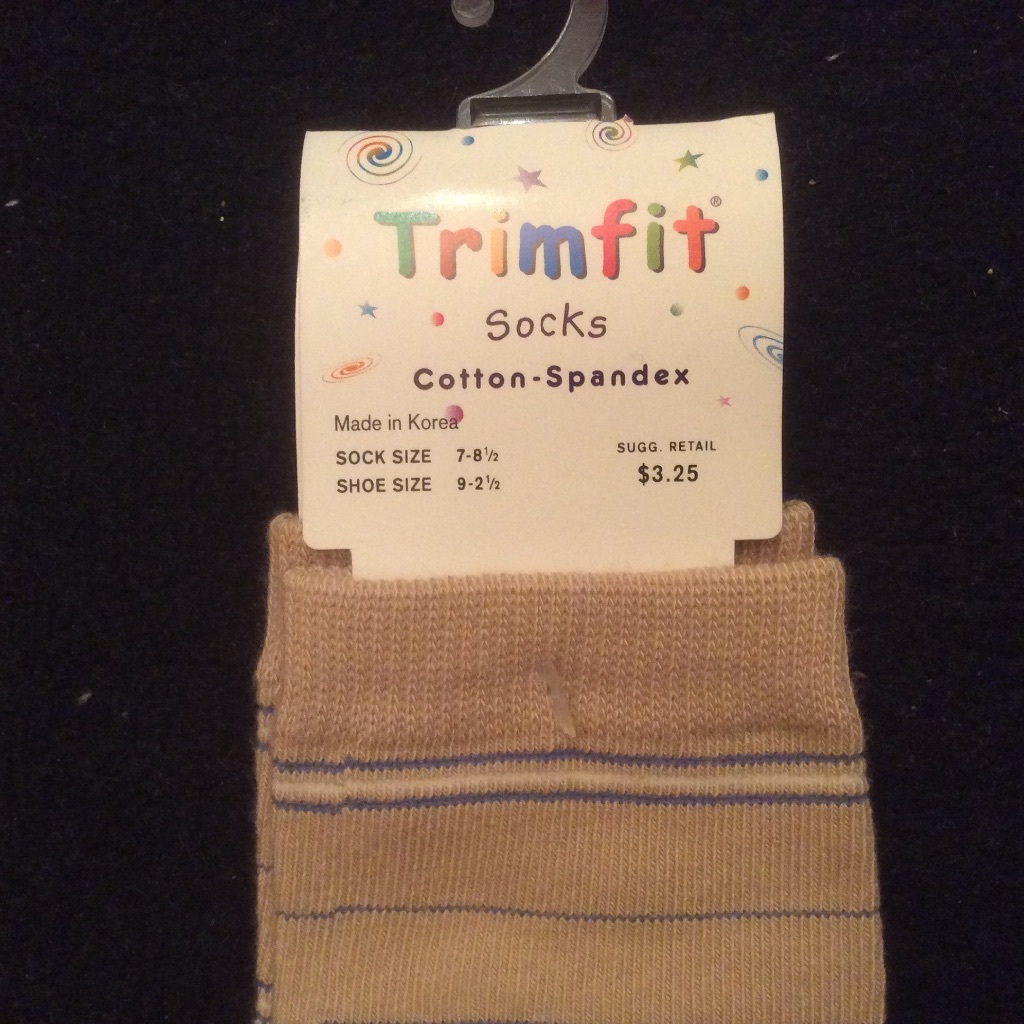 Trimfit®
Socks
Cotton-Spandex
Made in Korea
SOCK SIZE 7-8½
SHOE SIZE 9-2½
SUGG. RETAIL
$3.25